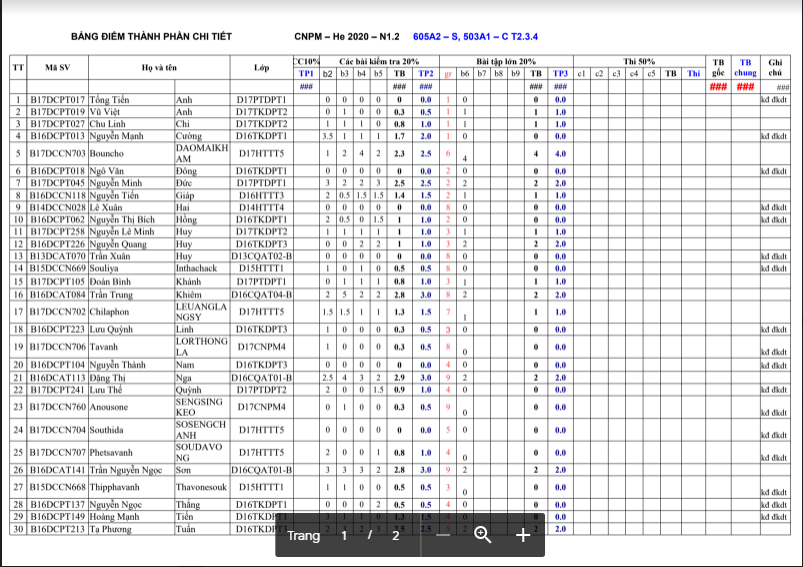 BẢNG ĐIỂM THÀNH PHẦN CHI TIẾT CNPM – He 2020 – N1.2 605A2 – S, 503A1 – C T2.3.4
TT Mã SV Họ và tên Lớp CC10% Các bài kiểm tra 20% Bài tập lớn 20% Thi 50% TB gốc TB chung Ghi chú
TP1 b2 b3 b4 b5 TB TP2 gr b6 b7 b8 b9 TB TP3 c1 c2 c3 c4 c5 TB Thi
### ### ### ### ### ### ### ###
1 B17DCPT017 Tống Tiến Anh D17PTDPT1 0 0 0 0 0 0.0 1 0 0 0.0 kd dkdt
2 B17DCPT019 Vũ Việt Anh D17TKDPT2 0 1 0 0 0.3 0.5 1 1 1 1.0
3 B17DCPT027 Chu Linh Chi D17TKDPT2 1 1 1 0 0.8 1.0 1 1 1 1.0
4 B16DCPT013 Nguyễn Mạnh Cường D16TKDPT1 3.5 1 1 1 1.7 2.0 1 0 0 0.0 kd dkdt
5 B17DCCN703 Bouncho DAOMAIKHAM D17HTTT5 1 2 4 2 2.3 2.5 6 4 4 4.0
6 B16DCPT018 Ngô Văn Đông D16TKDPT1 0 0 0 0 0 0.0 2 0 0 0.0 kd dkdt
7 B17DCPT045 Nguyễn Minh Đức D17PTDPT1 3 2 2 3 2.5 2.5 2 2 2 2.0
8 B16DCCN118 Nguyễn Tiến Giáp D16HTTT3 2 0.5 1.5 1.5 1.4 1.5 2 1 1 1.0
9 B14DCCN028 Lê Xuân Hai D14HTTT4 0 0 0 0 0 0.0 8 0 0 0.0 kd dkdt
10 B16DCPT062 Nguyễn Thị Bích Hồng D16TKDPT1 2 0.5 0 1.5 1 1.0 2 0 0 0.0 kd dkdt
11 B17DCPT258 Nguyễn Lê Minh Huy D17TKDPT2 1 1 1 1 1 1.0 3 1 1 1.0
12 B16DCPT226 Nguyễn Quang Huy D16TKDPT3 0 0 2 2 1 1.0 3 2 2 2.0
13 B13DCAT070 Trần Xuân Huy D13CQAT02-B 0 0 0 0 0 0.0 8 0 0 0.0 kd dkdt
14 B15DCCN669 Souliya Inthachack D15HTTT1 1 0 1 0 0.5 0.5 8 0 0 0.0 kd dkdt
15 B17DCPT105 Đoàn Bình Khánh D17PTDPT1 0 1 1 1 0.8 1.0 3 1 1 1.0
16 B16DCAT084 Trần Trung Khiêm D16CQAT04-B 2 5 2 2 2.8 3.0 8 2 2 2.0
17 B17DCCN702 Chilaphon LEUANGLANGSY D17HTTT5 1.5 1.5 1 1 1.3 1.5 7 1 1 1.0
18 B16DCPT223 Lưu Quỳnh Linh D16TKDPT3 1 0 0 0 0.3 0.5 3 0 0 0.0 kd dkdt
19 B17DCCN706 Tavanh LORTHONGLA D17CNPM4 1 0 0 0 0.3 0.5 8 0 0 0.0 kd dkdt
20 B16DCPT104 Nguyễn Thành Nam D16TKDPT3 0 0 0 0 0 0.0 4 0 0 0.0 kd dkdt
21 B16DCAT113 Đặng Thị Nga D16CQAT01-B 2.5 4 3 2 2.9 3.0 9 2 2 2.0
22 B17DCPT241 Lưu Thế Quỳnh D17PTDPT2 2 0 0 1.5 0.9 1.0 4 0 0 0.0 kd dkdt
23 B17DCCN760 Anousone SENGSINGKEO D17CNPM4 0 1 0 0 0.3 0.5 9 0 0 0.0 kd dkdt
24 B17DCCN704 Southida SOSENGCHANH D17HTTT5 0 0 0 0 0 0.0 5 0 0 0.0 kd dkdt
25 B17DCCN707 Phetsavanh SOUDAVONG D17HTTT5 2 0 0 1 0.8 1.0 4 0 0 0.0 kd dkdt
26 B16DCAT141 Trần Nguyễn Ngọc Sơn D16CQAT01-B 3 3 3 2 2.8 3.0 9 2 2 2.0
27 B15DCCN668 Thipphavanh Thavonesouk D15HTTT1 1 1 0 0 0.5 0.5 3 0 0 0.0 kd dkdt
28 B16DCPT137 Nguyễn Ngọc Thắng D16TKDPT1 0 0 0 2 0.5 0.5 4 0 0 0.0 kd dkdt
29 B16DCPT149 Hoàng Mạnh Tiến D16TKDPT1 0 0.0 kd dkdt
30 B16DCPT213 Tạ Phương Tuấn 2 2.0
Trang 1 / 2